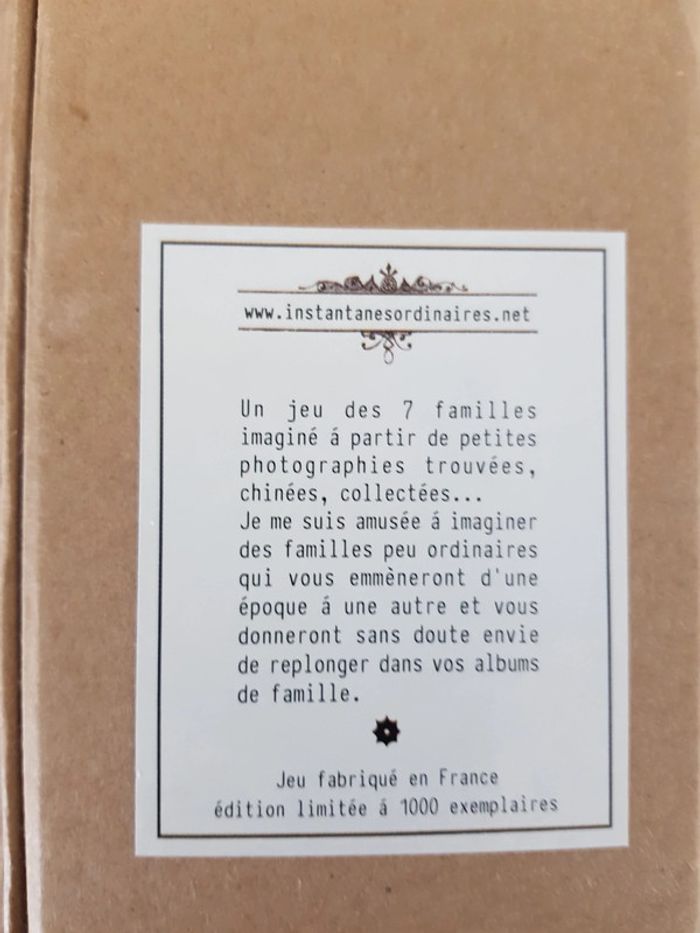 www.instantanesordinaires.net
Un jeu des 7 familles
imaginé á partir de petites
photographies trouvées,
chinées, collectées...
Je me suis amusée á imaginer
des familles peu ordinaires
qui vous emmèneront d'une
époque á une autre et vous
donneront sans doute envie
de replonger dans vos albums
de famille.
Jeu fabriqué en France
édition limitée á 1000 exemplaires